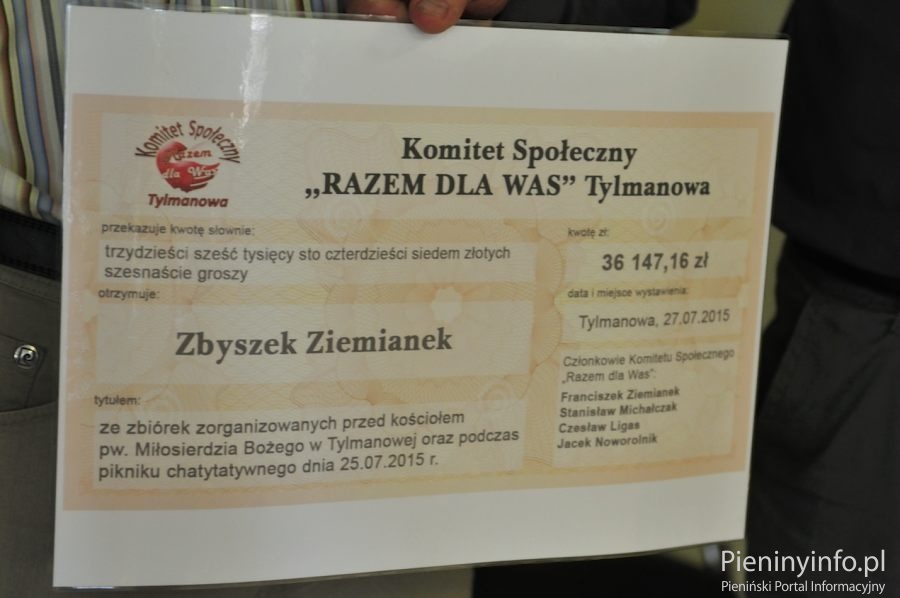 Komitet Społeczny
Razem
dla Was
Tylmanowa
Komitet Społeczny
„RAZEM DLA WAS” Tylmanowa
przekazuje kwotę słownie:
trzydzieści sześć tysięcy sto czterdzieści siedem złotych
szesnaście groszy
kwotę zł:
36 147,16 zł
otrzymuje:
Zbyszek Ziemianek
data i miejsce wystawienia:
Tylmanowa, 27.07.2015
tytułem:
ze zbiórek zorganizowanych przed kościołem
pw. Miłosierdzia Bożego w Tylmanowej oraz podczas
pikniku chatytatywnego dnia 25.07.2015 r.
Członkowie Komitetu Społecznego
„Razem dla Was”:
Franciszek Ziemianek
Stanisław Michalczak
Czesław Ligas
Jacek Noworolnik
Pieninyinfo.pl
Pieniński Portal Informacyjny